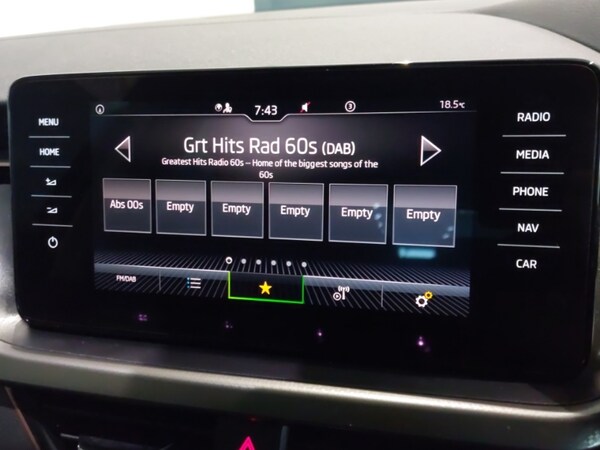 7:43
3
18.5°C
MENU
HOME
RADIO
MEDIA
PHONE
NAV
CAR
Grt Hits Rad 60s (DAB)
Greatest Hits Radio 60s -- Home of the biggest songs of the
60s
Abs 00s Empty Empty Empty Empty Empty
FM/DAB